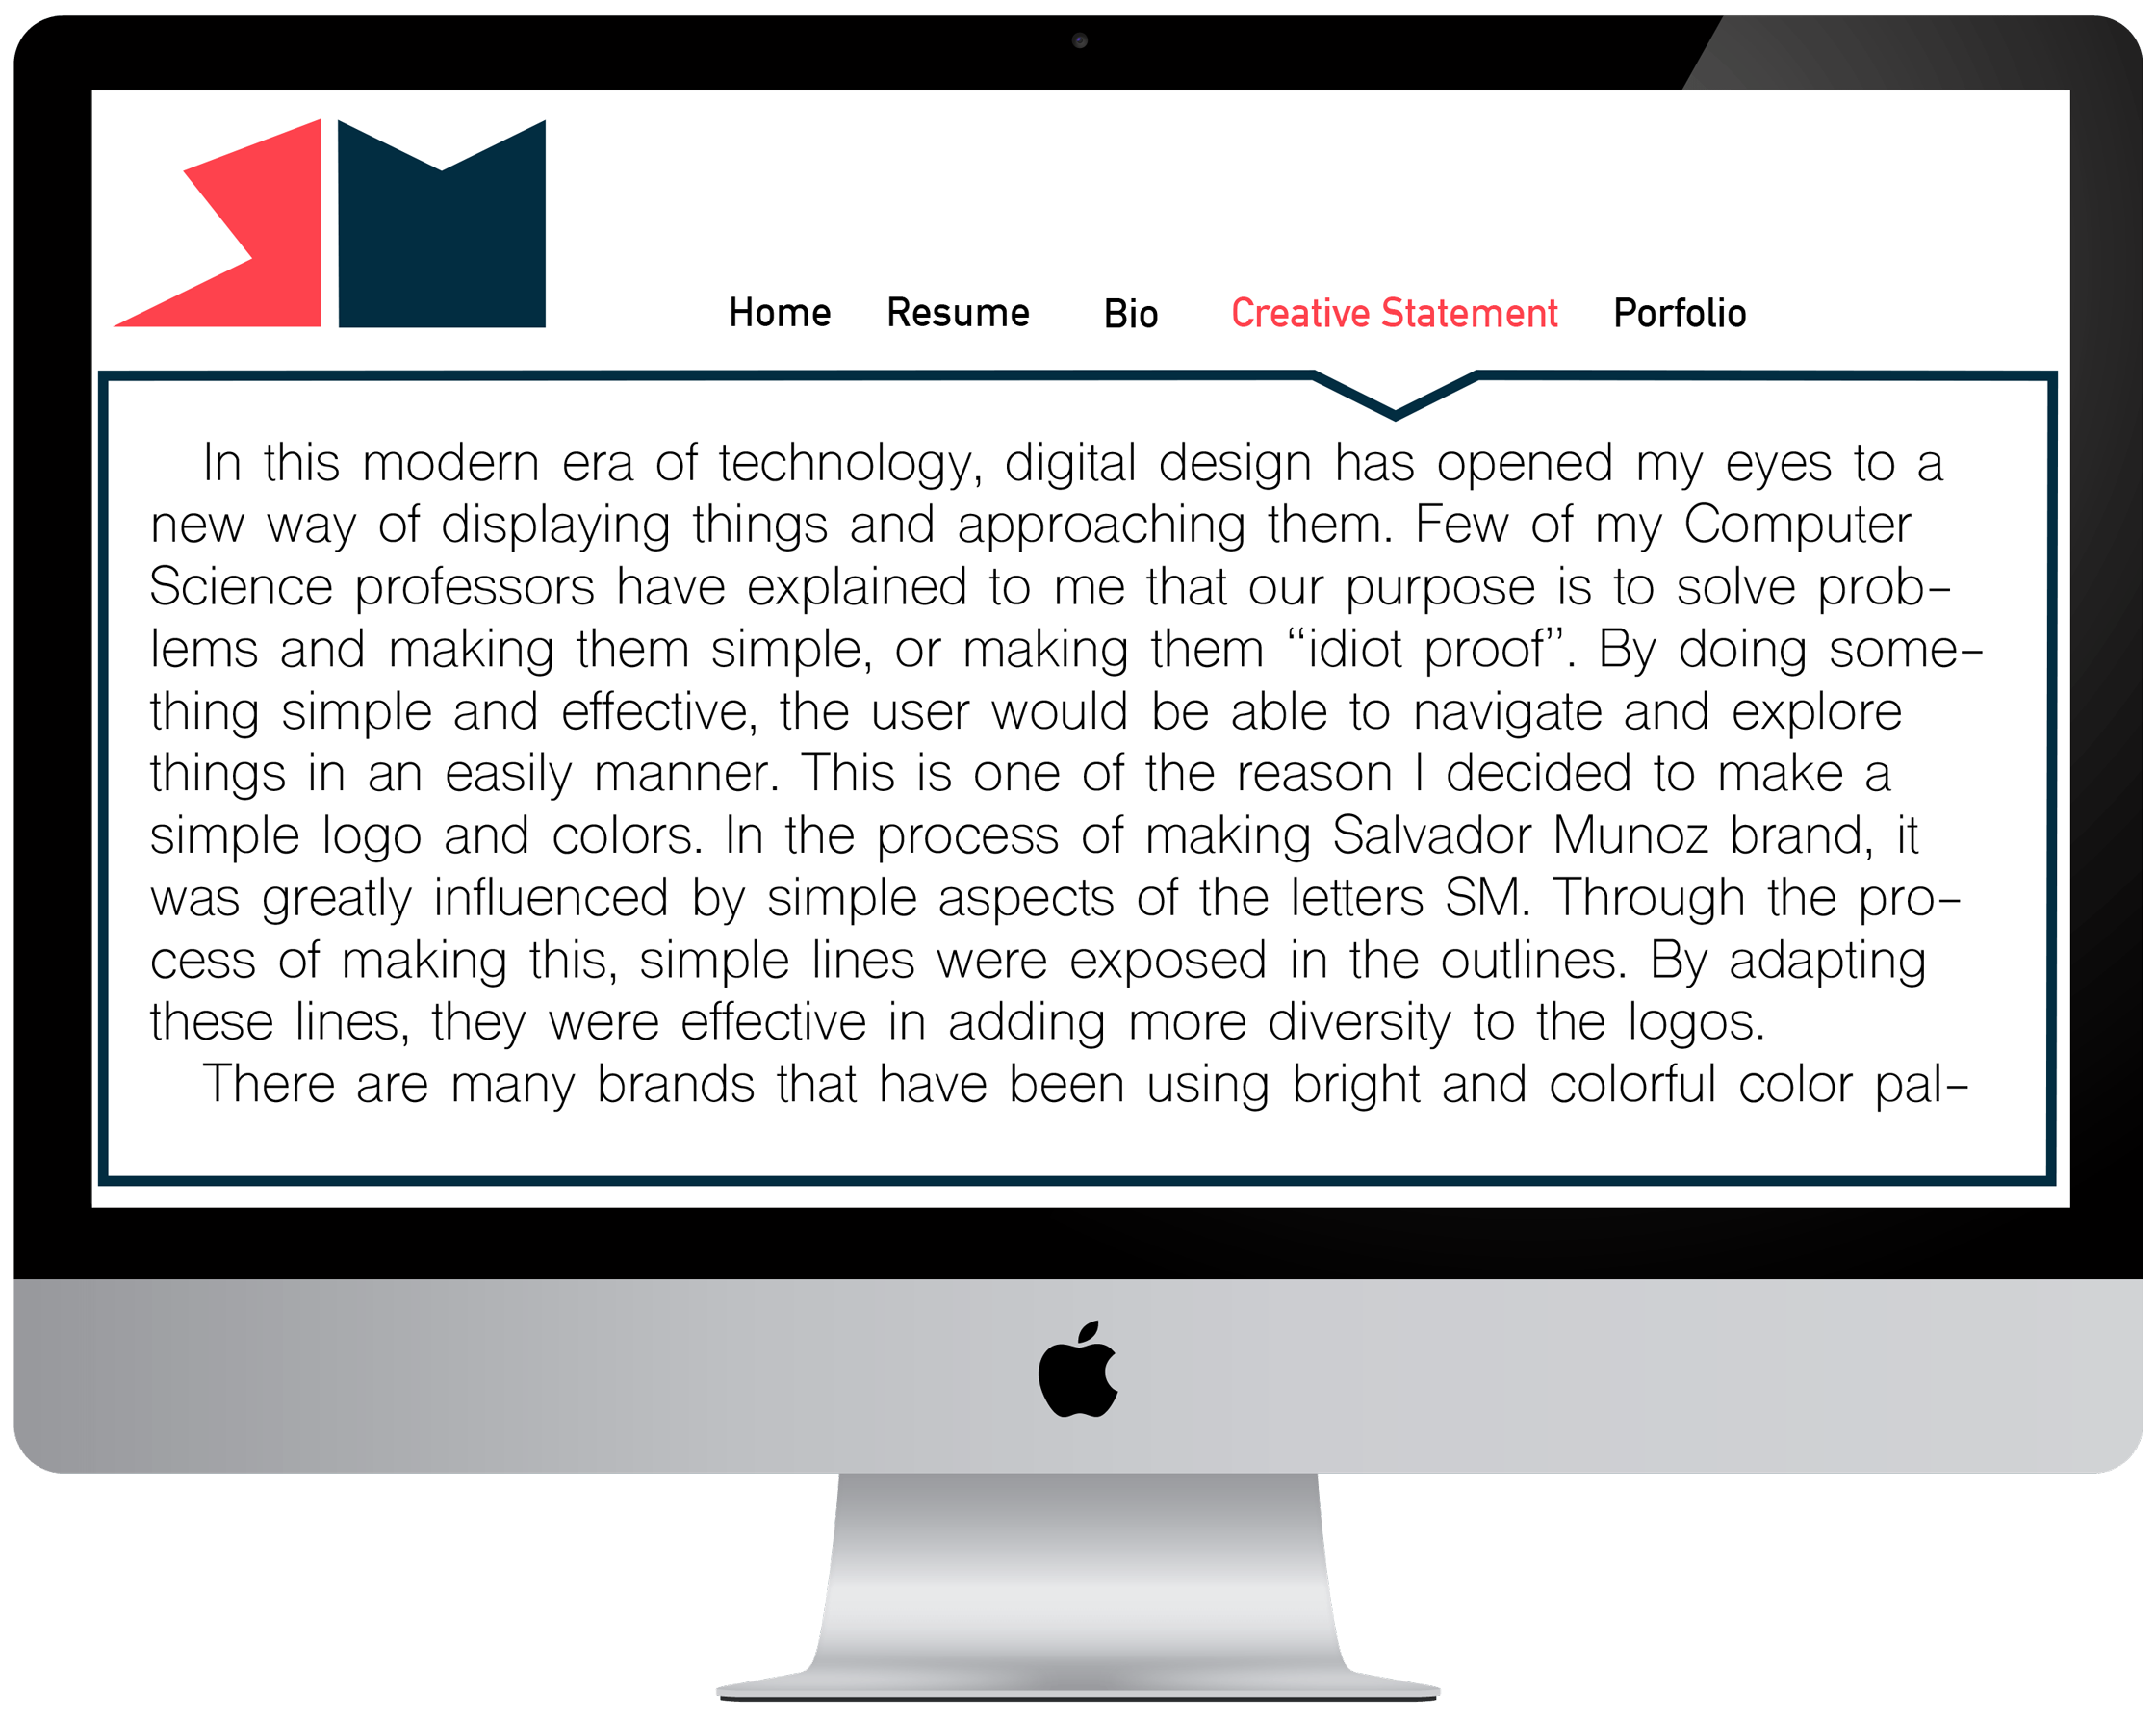 SM
Home Resume Bio Creative Statement Porfolio
In this modern era of technology, digital design has opened my eyes to a
new way of displaying things and approaching them. Few of my Computer
Science professors have explained to me that our purpose is to solve prob-
lems and making them simple, or making them “idiot proof”. By doing some-
thing simple and effective, the user would be able to navigate and explore
things in an easily manner. This is one of the reason I decided to make a
simple logo and colors. In the process of making Salvador Munoz brand, it
was greatly influenced by simple aspects of the letters SM. Through the pro-
cess of making this, simple lines were exposed in the outlines. By adapting
these lines, they were effective in adding more diversity to the logos.
There are many brands that have been using bright and colorful color pal-